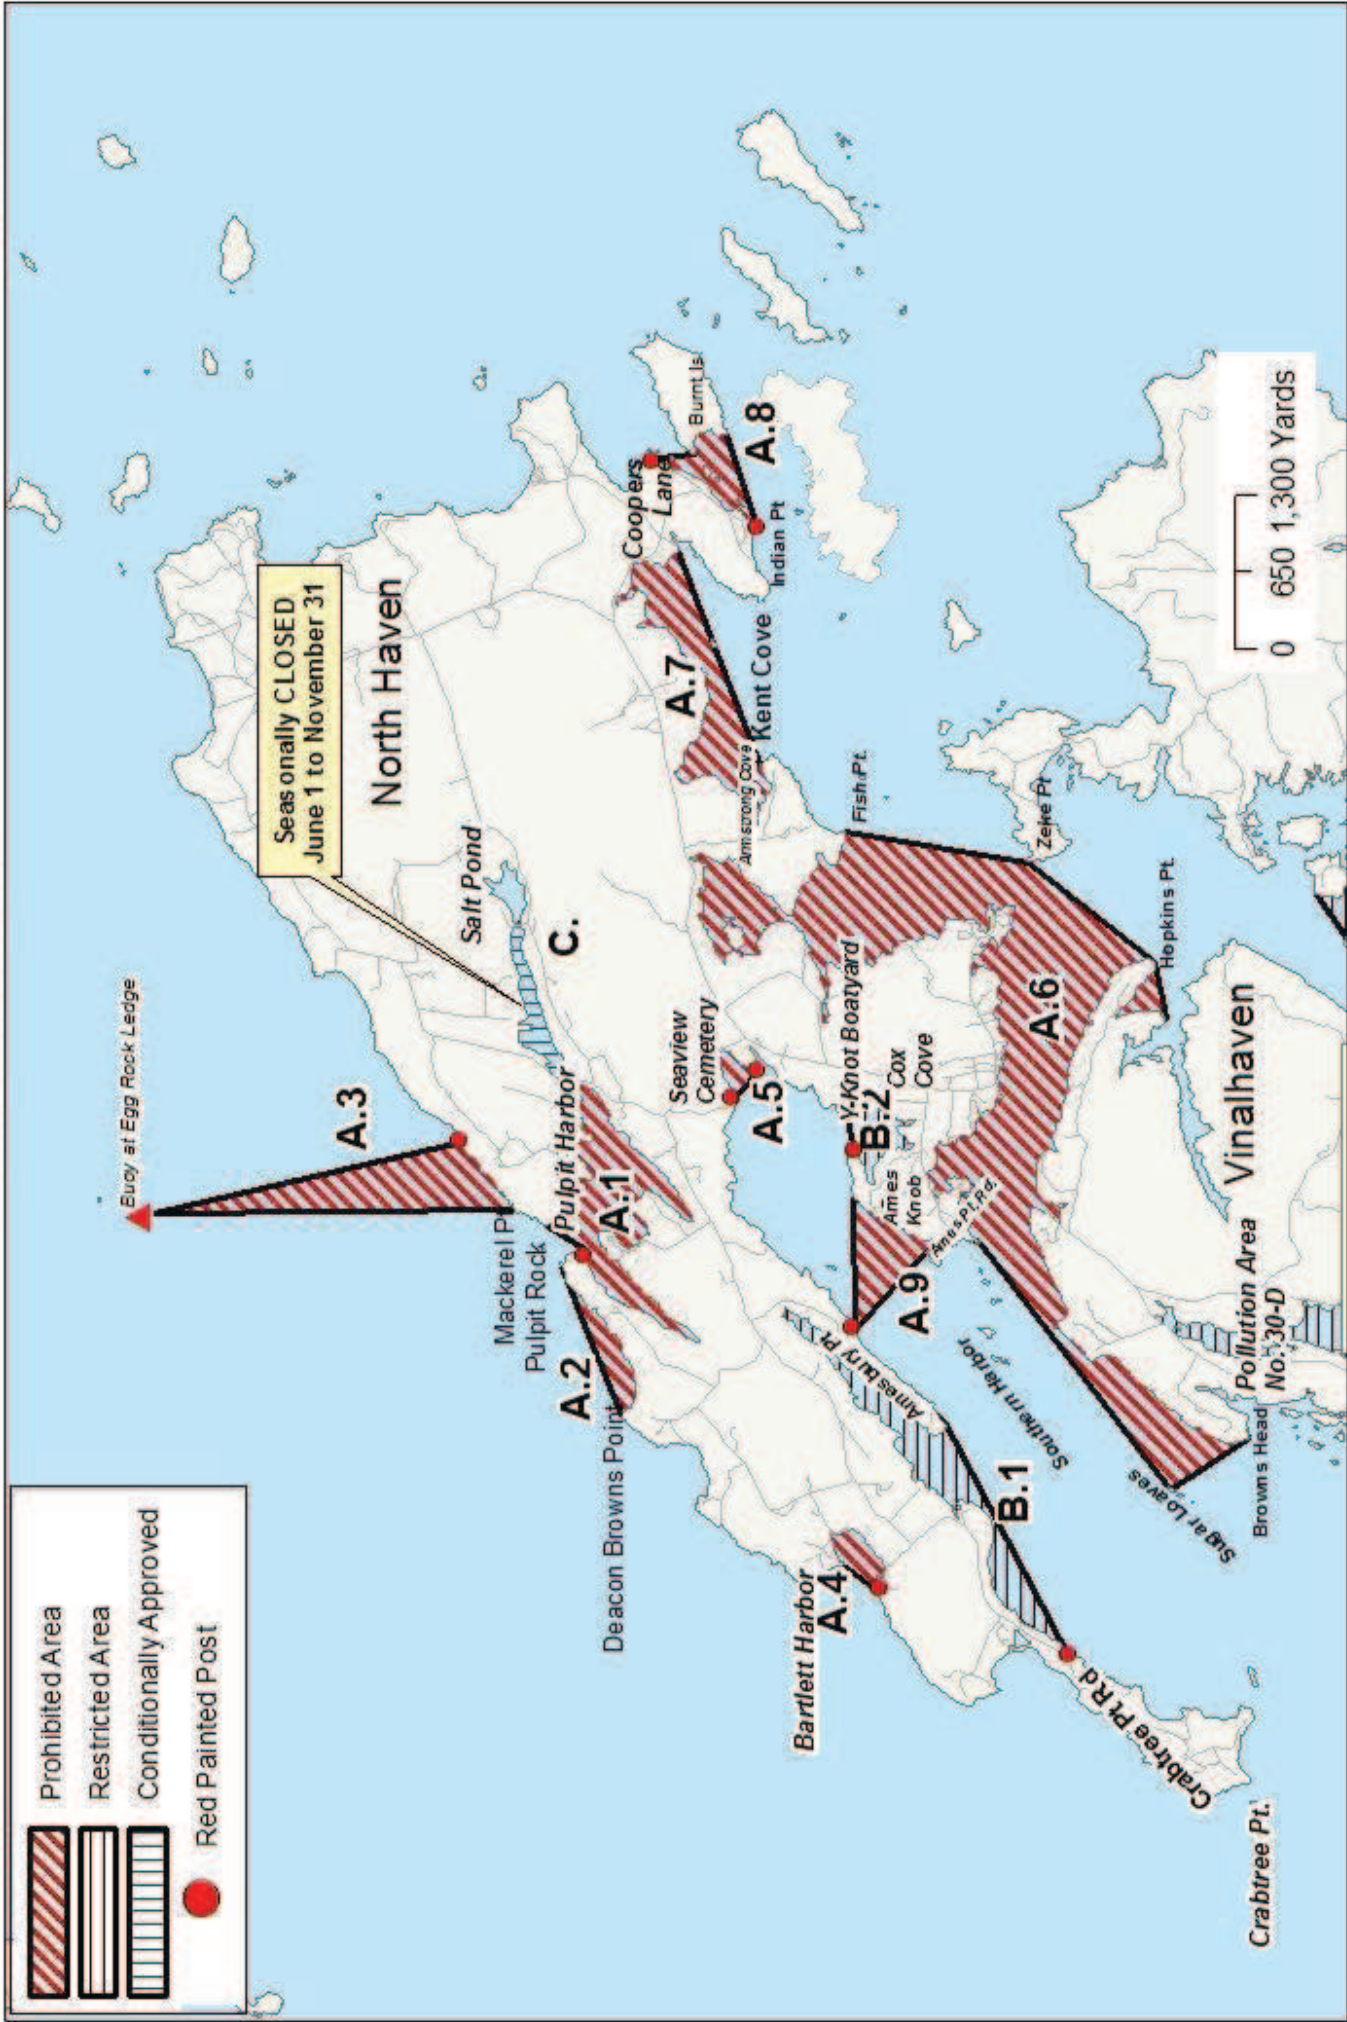 Prohibited Area
Restricted Area
Conditionally Approved
Red Painted Post
Buoy at Egg Rock Ledge
A.3
Seasonally CLOSED
June 1 to November 31
North Haven
Salt Pond
C.
Mackerel Pt
Pulpit Rock
Pulpit Harbor
A.1
A.2
Deacon Browns Point
Seaview
Cemetery
A.5
Coopers
Lane
Burnt Is
A.8
Indian Pt
A.7
Kent Cove
Armstrong Cove
Fish Pt.
Bartlett Harbor
A.4
Amesbury Pt
A.9
Ames
Knob
Ames Pt. Rd.
B.2
Y-Knot Boatyard
Cox
Cove
A.6
Zeke Pt
Hopkins Pt.
Southern Harbor
B.1
Sugar Loaves
Browns Head
Pollution Area
No. 30-D
Vinalhaven
Crabtree Pt Rd
Crabtree Pt.
0 650 1,300 Yards